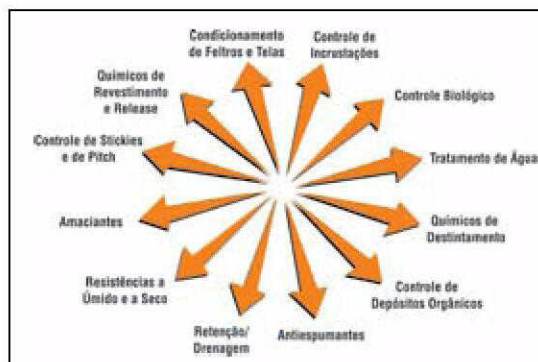 Condicionamento
de Feltros e Telas
Controle de
Incrustações
Controle Biológico
Tratamento de Água
Químicos de
Destintamento
Controle de
Depósitos Orgânicos
Antiespumantes
Retenção/
Drenagem
Resistências a
Úmido e a Seco
Amaciantes
Controle de Stickies
e de Pitch
Químicos de
Revestimento
e Release